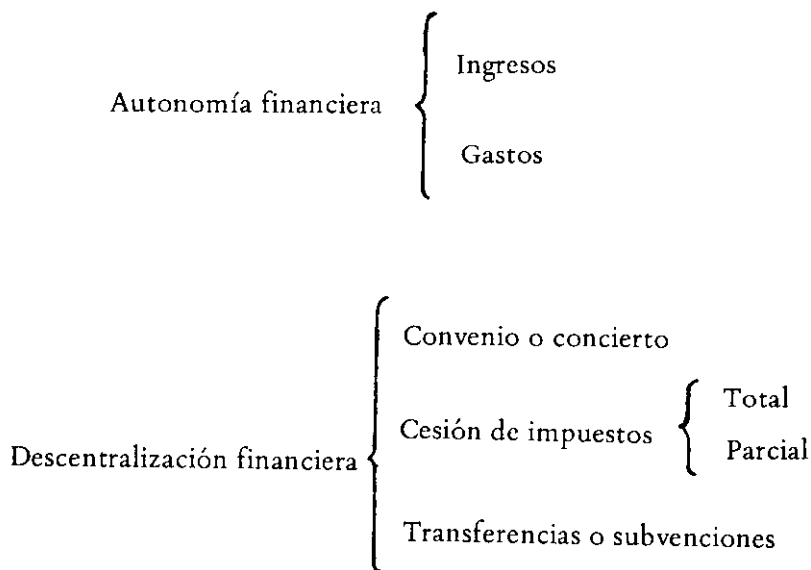 Ingresos
Autonomía financiera
Gastos
Convenio o concierto
Total
Cesión de impuestos
Parcial
Descentralización financiera
Transferencias o subvenciones